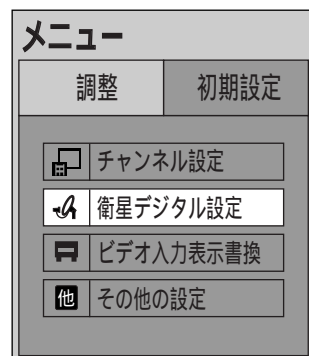 メニュー
調整 初期設定
チャンネル設定
衛星デジタル設定
ビデオ入力表示書換
他 その他の設定